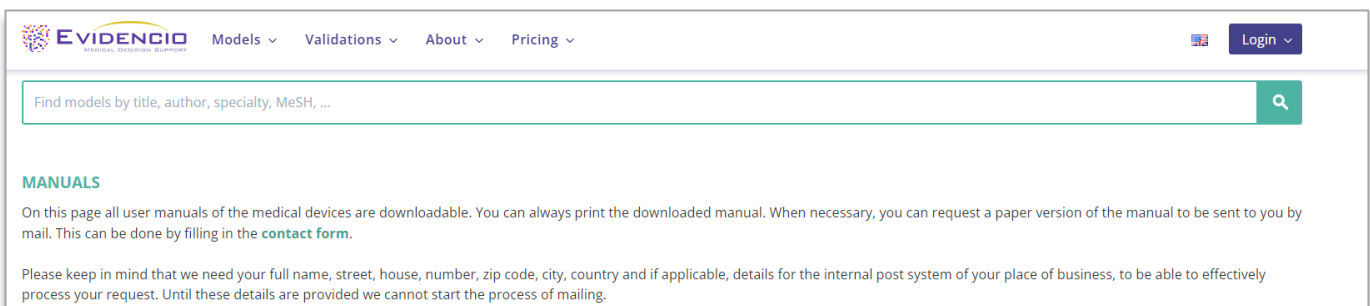 EVIDENCIO Models Validations About Pricing Login
MEDICAL DECISION SUPPORT
Find models by title, author, specialty, MeSH, ...
MANUALS
On this page all user manuals of the medical devices are downloadable. You can always print the downloaded manual. When necessary, you can request a paper version of the manual to be sent to you by
mail. This can be done by filling in the contact form.
Please keep in mind that we need your full name, street, house, number, zip code, city, country and if applicable, details for the internal post system of your place of business, to be able to effectively
process your request. Until these details are provided we cannot start the process of mailing.